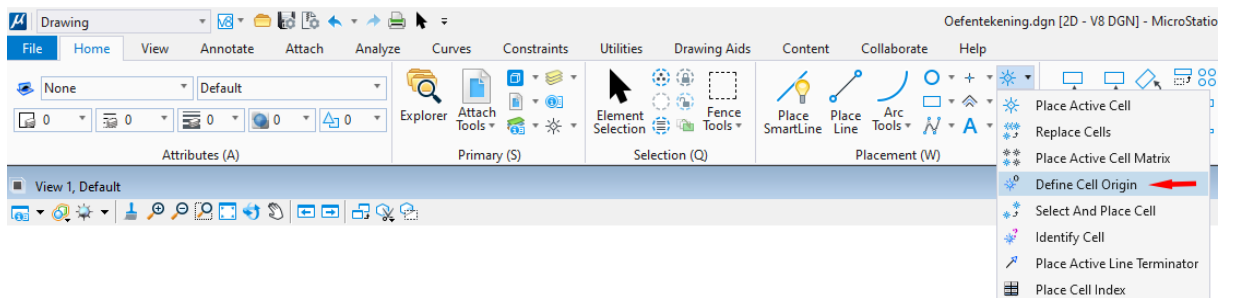 Drawing
Oefentekening.dgn [2D - V8 DGN] - MicroStatio
File Home View Annotate Attach Analyze Curves Constraints Utilities Drawing Aids Content Collaborate Help
None Default
0 0 0 0 0
Attributes (A)
Explorer
Attach Tools
Primary (S)
Element Selection
Fence Tools
Selection (Q)
Place SmartLine
Place Line
Arc Tools
Placement (W)
Place Active Cell
Replace Cells
Place Active Cell Matrix
Define Cell Origin
Select And Place Cell
Identify Cell
Place Active Line Terminator
Place Cell Index
View 1, Default